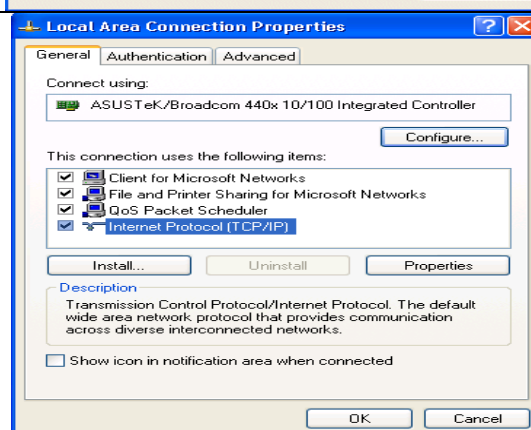 Local Area Connection Properties
General Authentication Advanced
Connect using:
ASUSTeK/Broadcom 440x 10/100 Integrated Controller
Configure...
This connection uses the following items:
Client for Microsoft Networks
File and Printer Sharing for Microsoft Networks
QoS Packet Scheduler
Internet Protocol (TCP/IP)
Install... Uninstall Properties
Description
Transmission Control Protocol/Internet Protocol. The default
wide area network protocol that provides communication
across diverse interconnected networks.
Show icon in notification area when connected
OK Cancel